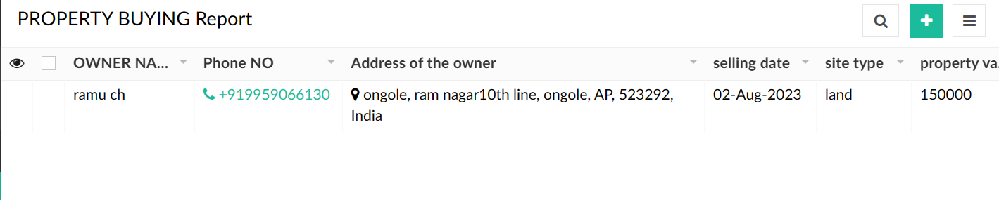 PROPERTY BUYING Report
OWNER NA... Phone NO Address of the owner selling date site type property va.
ramu ch +919959066130 ongole, ram nagar10th line, ongole, AP, 523292, 02-Aug-2023 land 150000
India